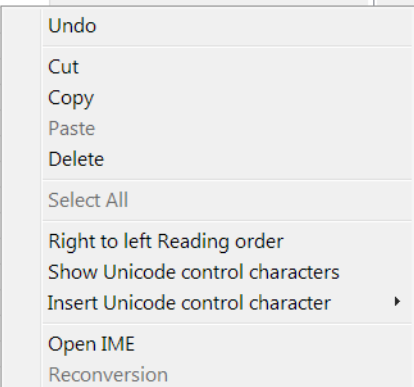 Undo
Cut
Copy
Paste
Delete
Select All
Right to left Reading order
Show Unicode control characters
Insert Unicode control character
Open IME
Reconversion